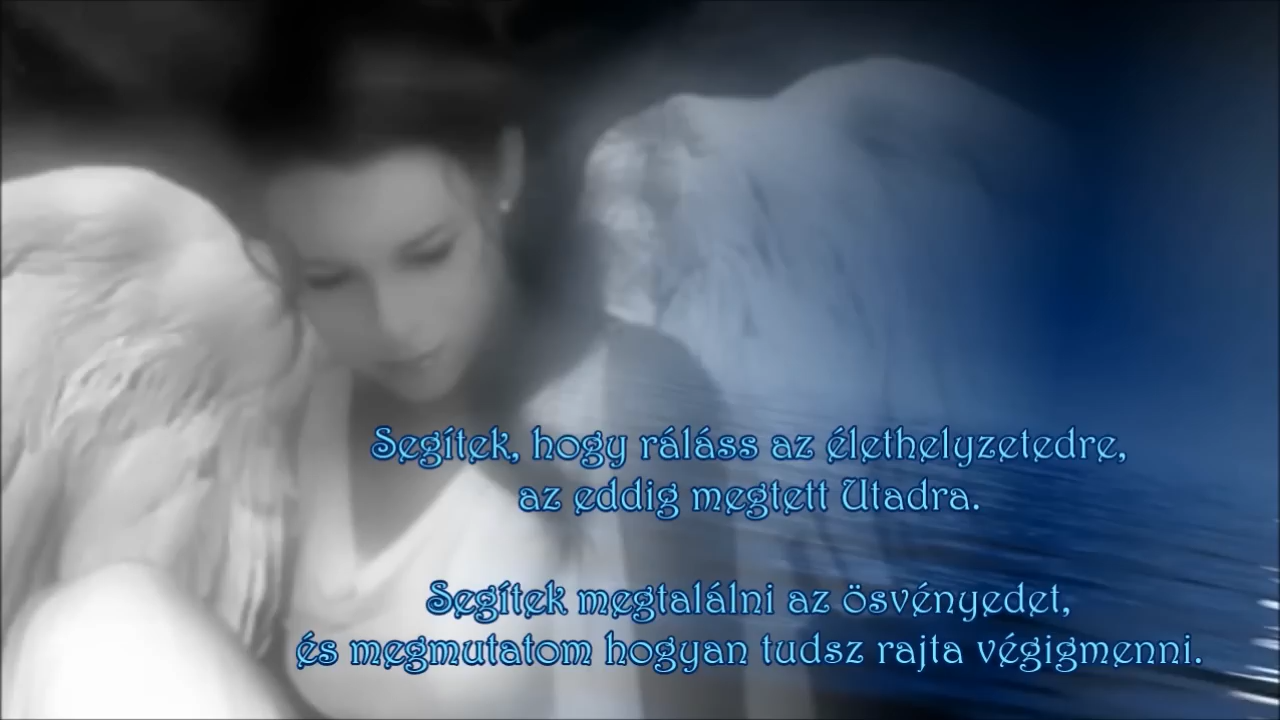 Segítek, hogy ráláss az élethelyzetedre,
az eddig megtett Utadra.
Segítek megtalálni az ösvényedet,
és megmutatom hogyan tudsz rajta végigmenni.